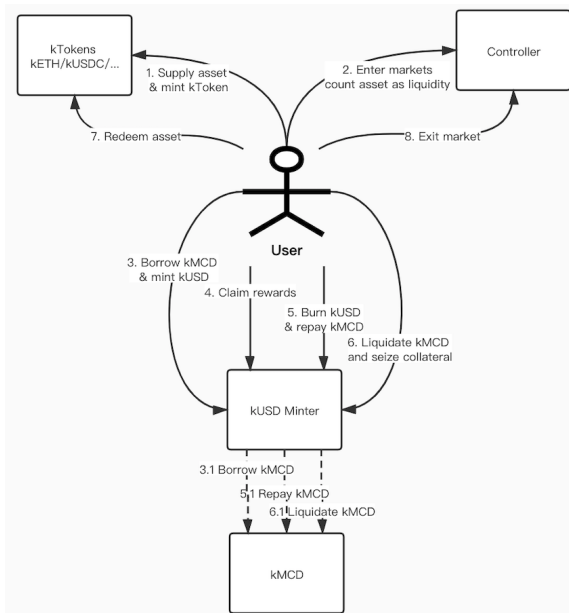 kTokens
kETH/kUSDC/...
Controller
1. Supply asset
& mint kToken
2. Enter markets
count asset as liquidity
7. Redeem asset
8. Exit market
User
3. Borrow kMCD
& mint kUSD
4. Claim rewards
5. Burn kUSD
& repay kMCD
6. Liquidate kMCD
and seize collateral
kUSD Minter
3.1 Borrow kMCD
5.1 Repay kMCD
6.1 Liquidate kMCD
kMCD